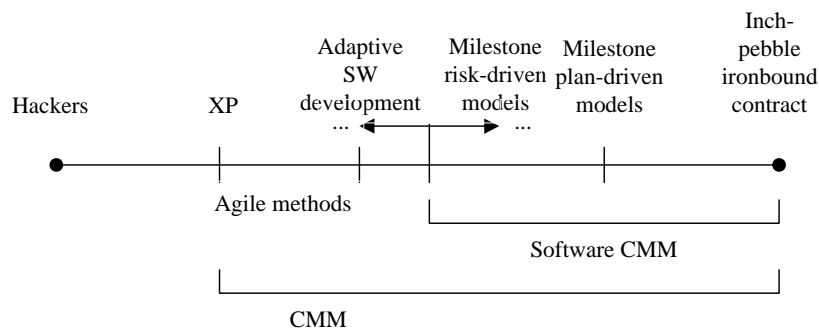 Hackers
XP
Adaptive
SW
development
...
Milestone
risk-driven
models
...
Milestone
plan-driven
models
Inch-
pebble
ironbound
contract
Agile methods
Software CMM
CMM